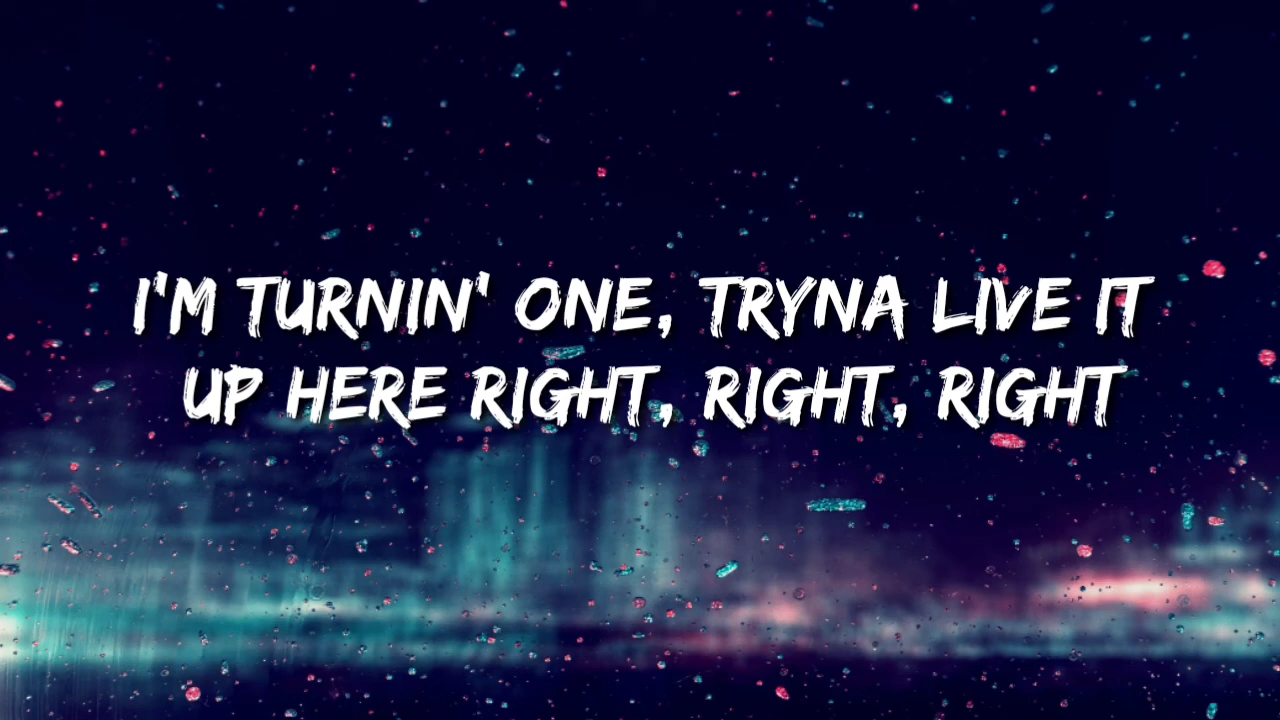 I'M TURNIN' ONE, TRYNA LIVE IT
UP HERE RIGHT, RIGHT, RIGHT